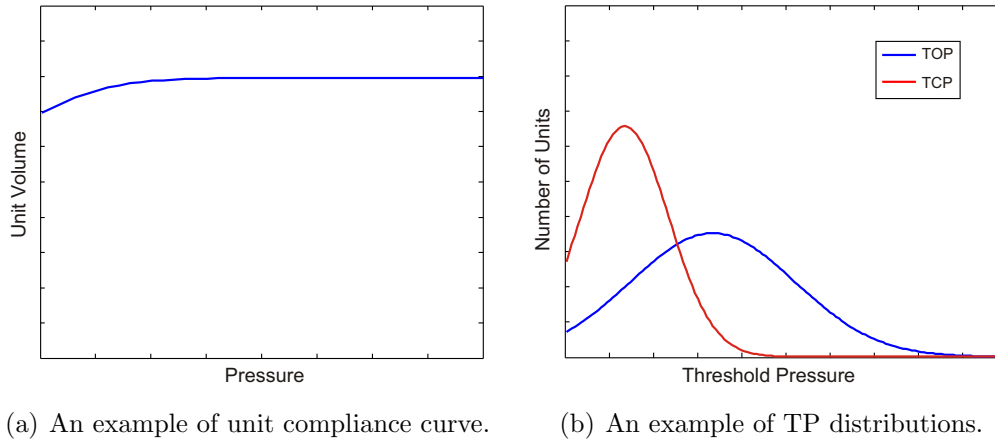 Unit Volume
Pressure
(a) An example of unit compliance curve.
Number of Units
TOP
TCP
Threshold Pressure
(b) An example of TP distributions.